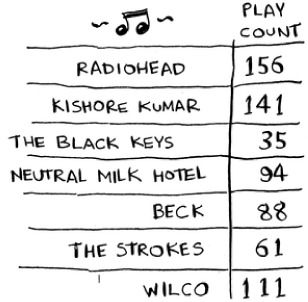 PLAY
COUNT
RADIOHEAD 156
KISHORE KUMAR 141
THE BLACK KEYS 35
NEUTRAL MILK HOTEL 94
BECK 88
THE STROKES 61
WILCO 111